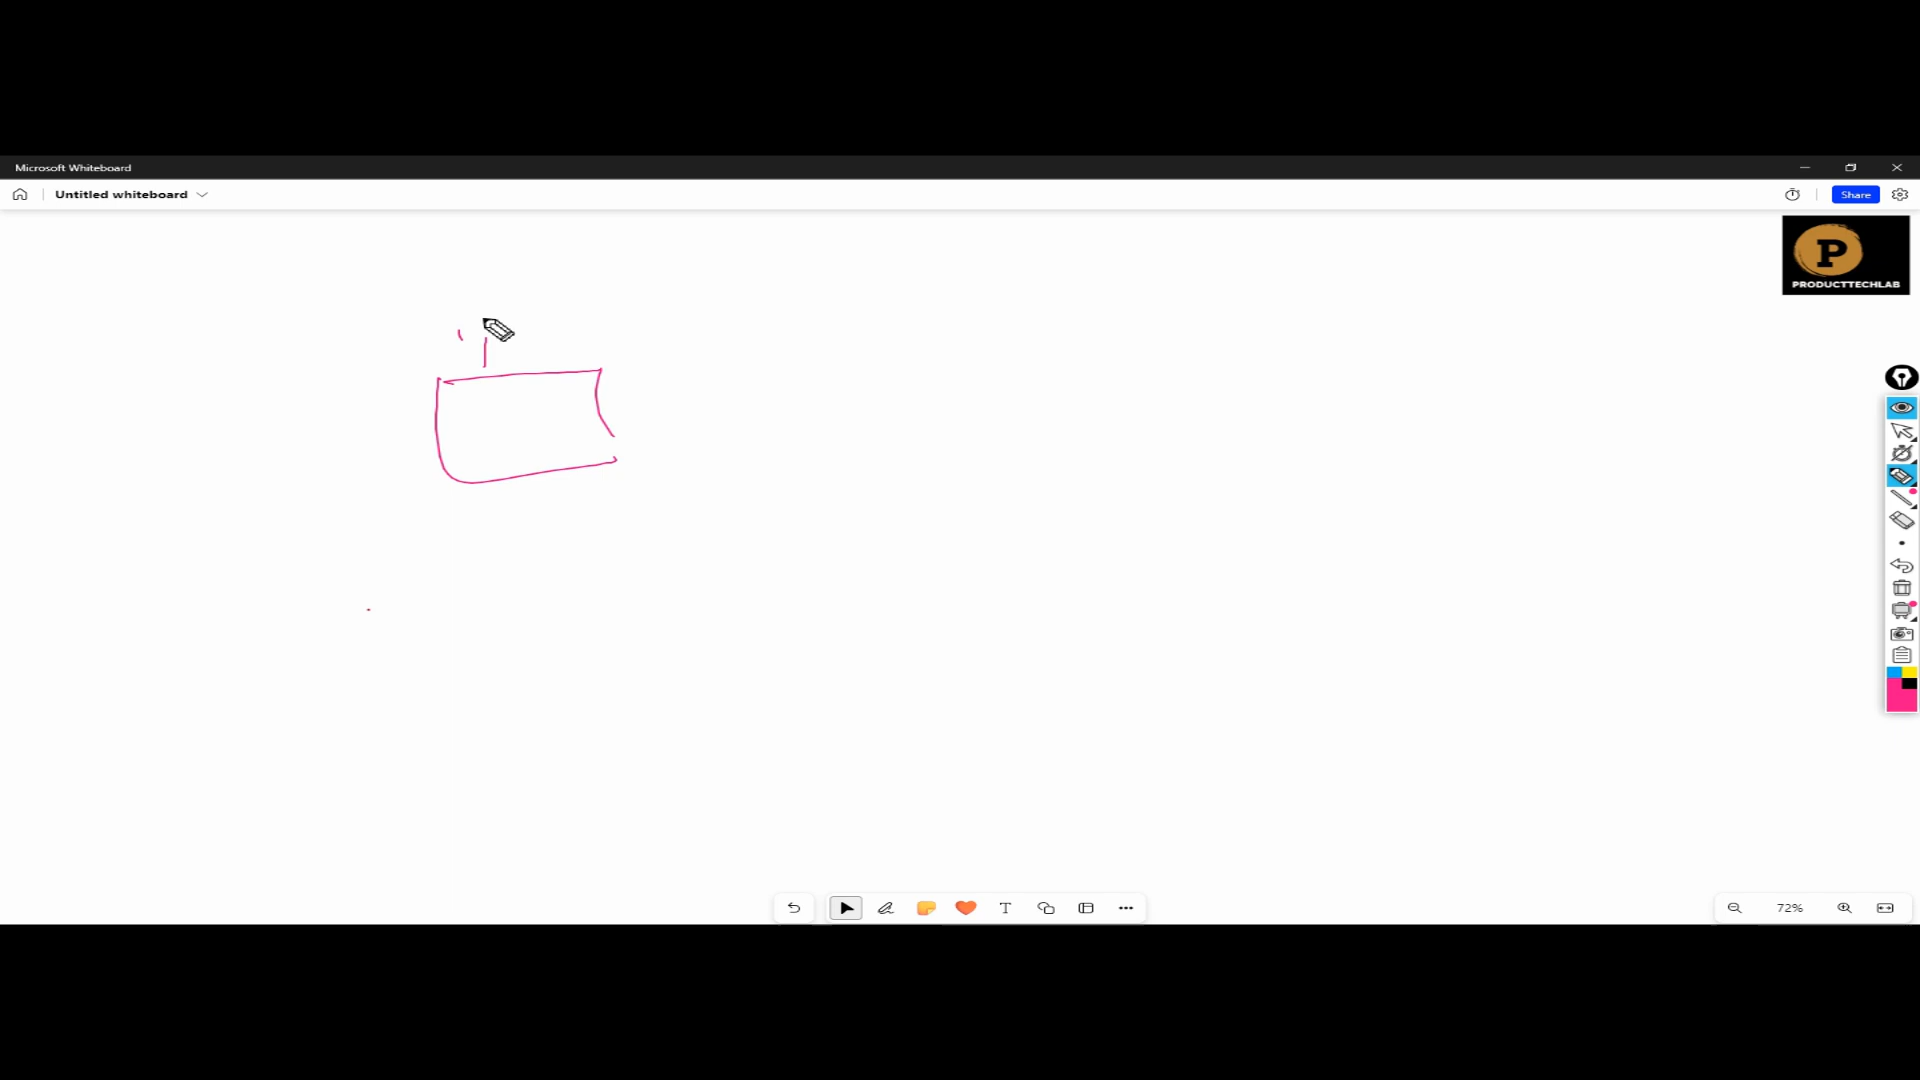 Microsoft Whiteboard
Untitled whiteboard
Share
P
PRODUCTTECHLAB
T
72%